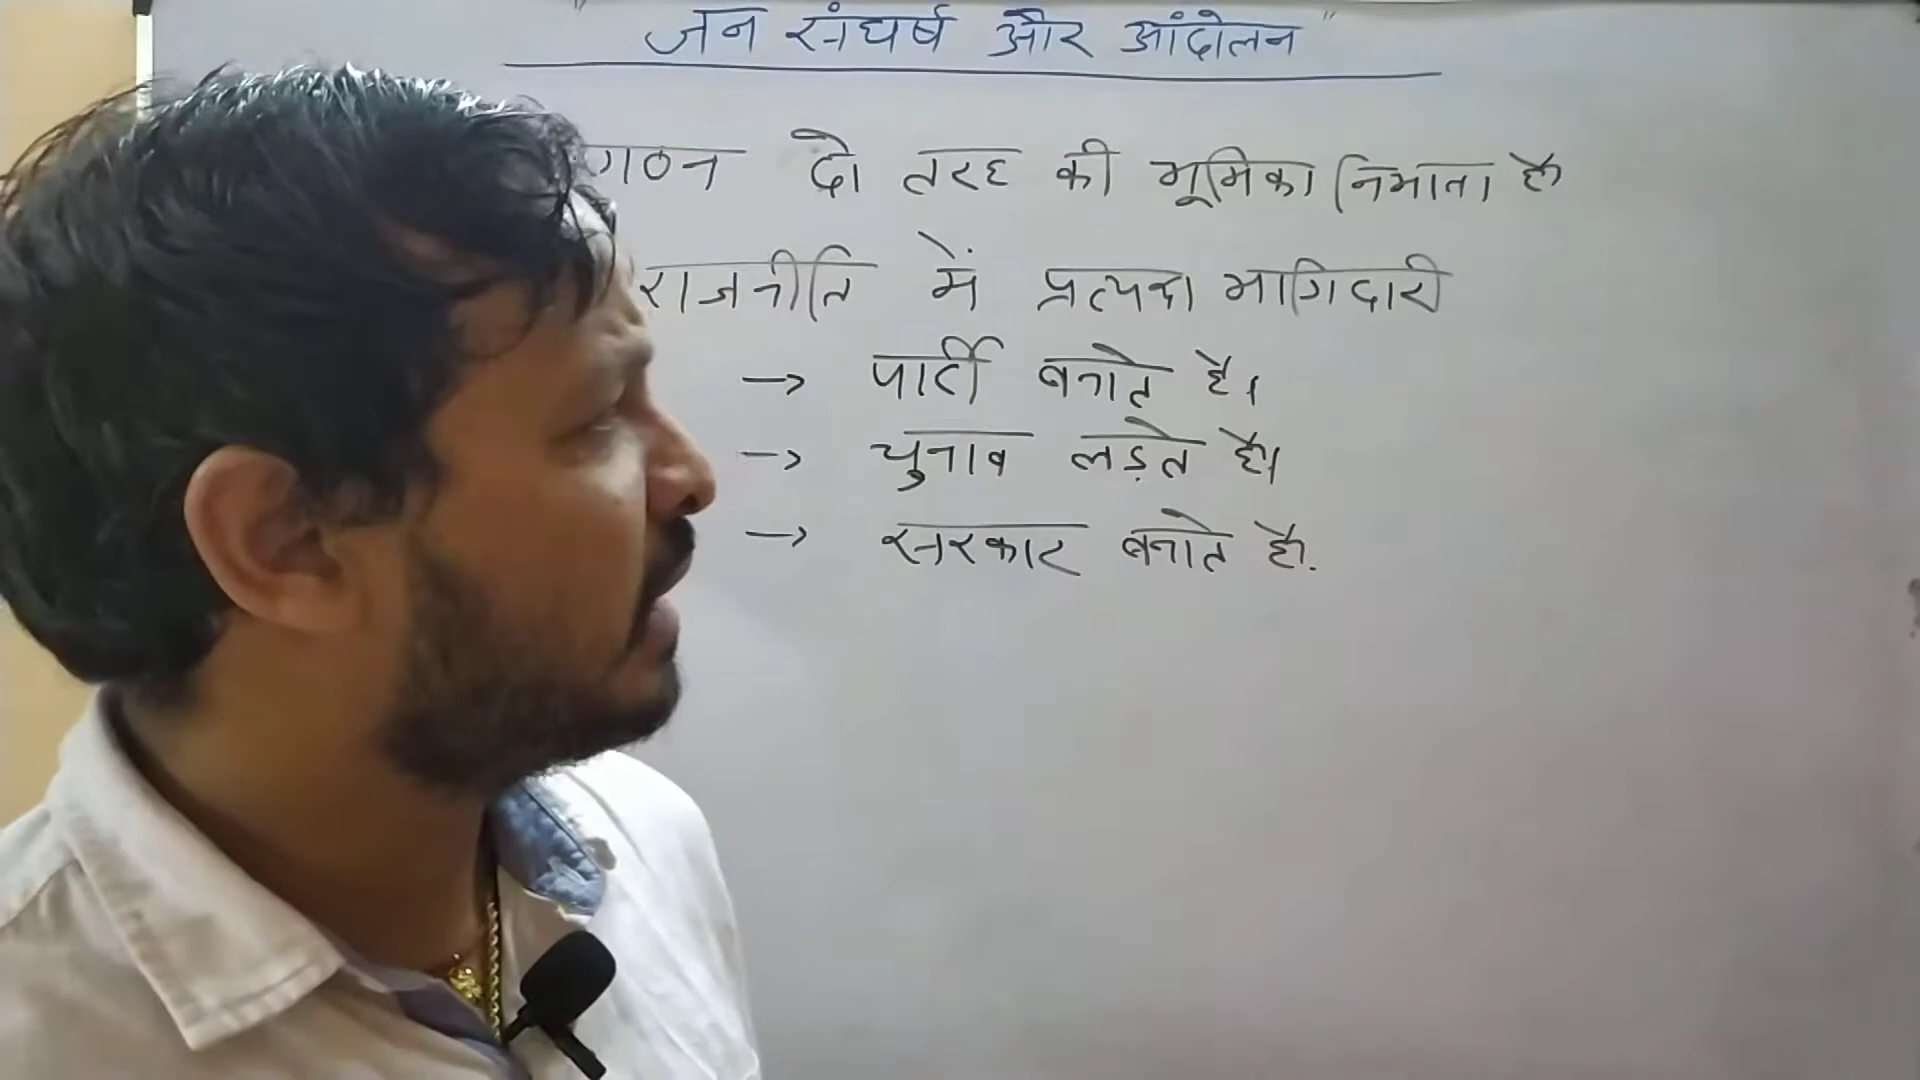 " जन संघर्ष और आंदोलन "
गठन दो तरह की भूमिका निभाता है
राजनीति में प्रत्यक्ष भागिदारी
→ पार्टी बनाते है।
→ चुनाव लड़ते है।
→ सरकार बनाते है.